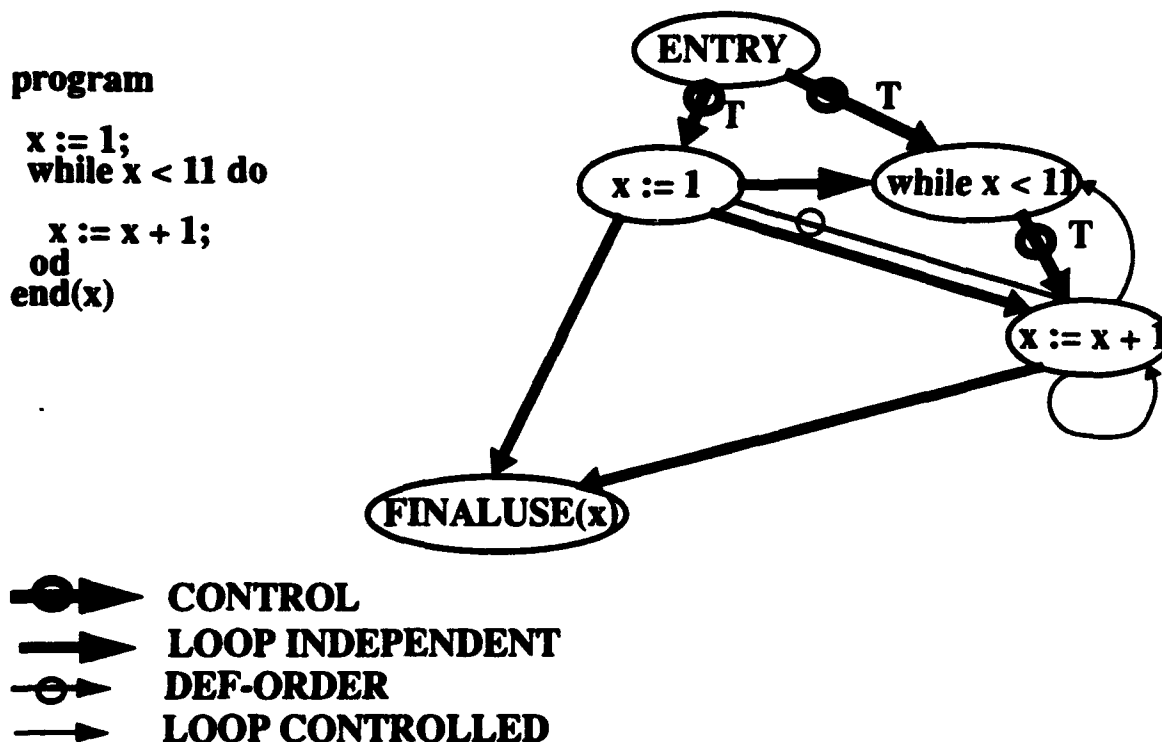 program
x := 1;
while x < 11 do
x := x + 1;
od
end(x)
ENTRY
T
T
x := 1
while x < 11
T
x := x + 1
FINALUSE(x)
CONTROL
LOOP INDEPENDENT
DEF-ORDER
LOOP CONTROLLED